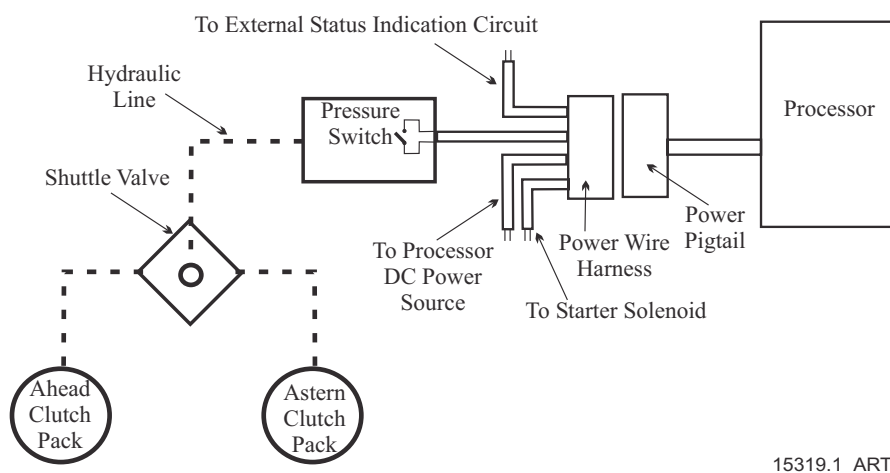 To External Status Indication Circuit
Hydraulic
Line
Pressure
Switch
Processor
Shuttle Valve
Power
Pigtail
Power Wire
Harness
To Processor
DC Power
Source
To Starter Solenoid
Ahead
Clutch
Pack
Astern
Clutch
Pack
15319.1 ART